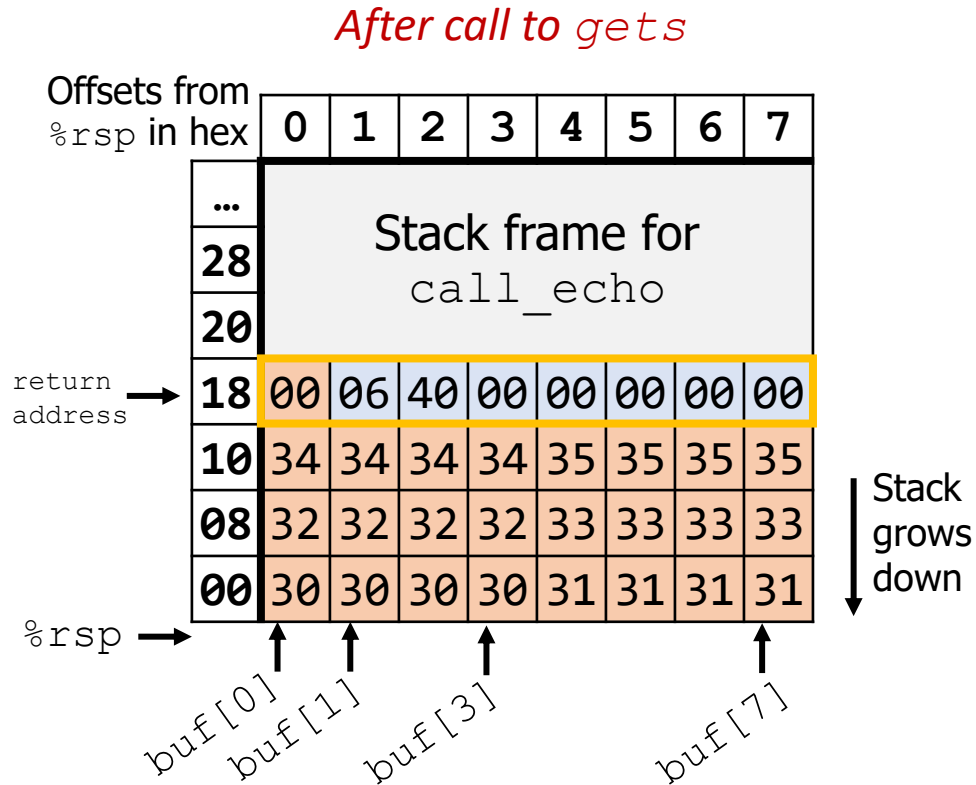 After call to gets
Offsets from
%rsp in hex
0 1 2 3 4 5 6 7
…
Stack frame for
call_echo
28
20
return
address
18 00 06 40 00 00 00 00 00
10 34 34 34 34 35 35 35 35
08 32 32 32 32 33 33 33 33
00 30 30 30 30 31 31 31 31
Stack
grows
down
%rsp
buf[0]
buf[1]
buf[3]
buf[7]